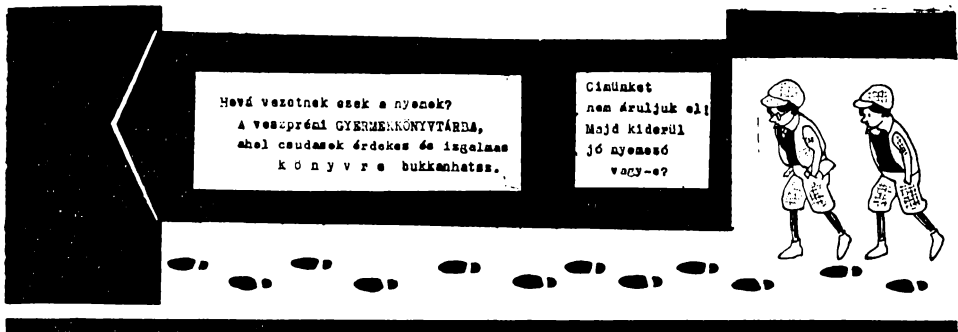 Hová vezetnek ezek a nyomok?
A veszprémi GYERMEKKÖNYVTÁRBA,
ahol csudasok érdekes és izgalmas
k ö n y v r e bukkanhatsz.
Címünket
nem áruljuk el!
Majd kiderül
jó nyomozó
vagy-e?